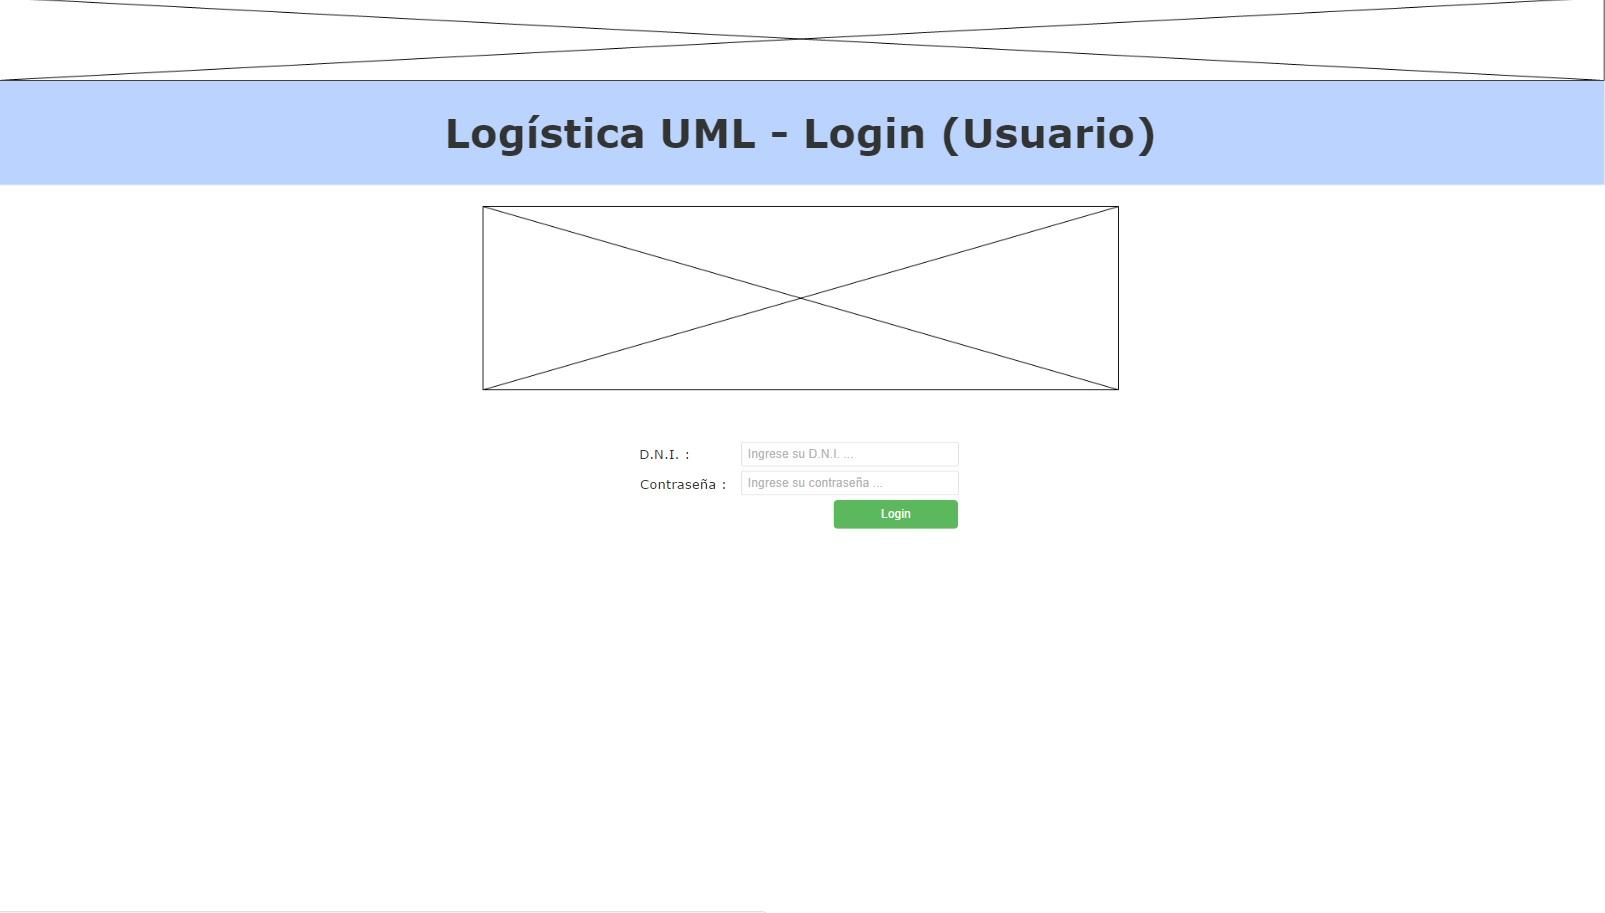 Logística UML - Login (Usuario)
D.N.I. :
Ingrese su D.N.I. ...
Contraseña :
Ingrese su contraseña ...
Login